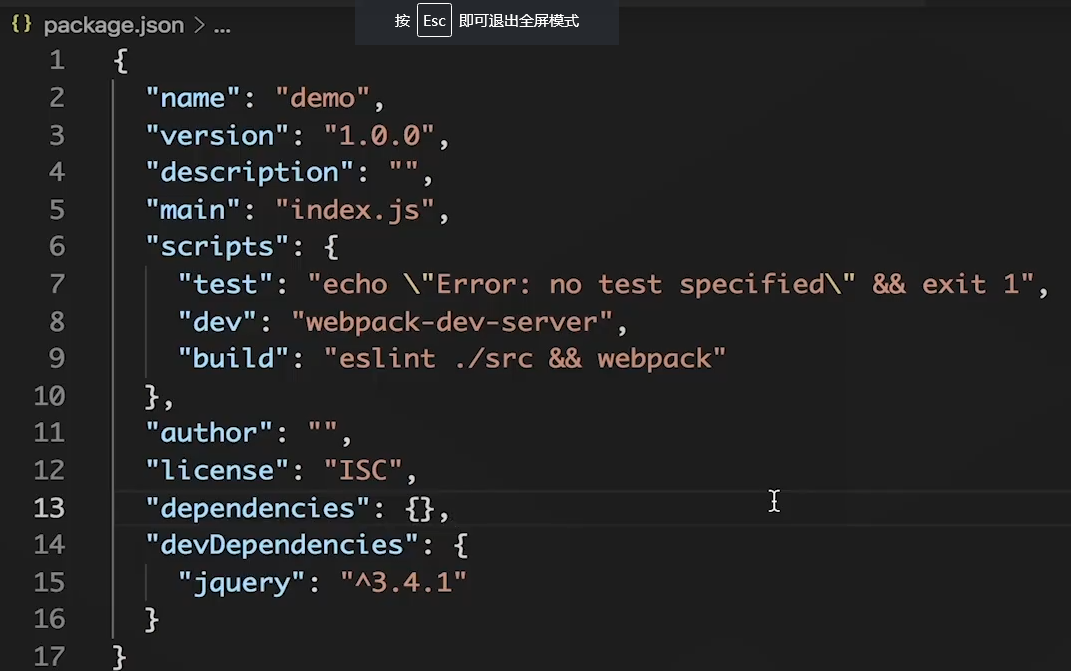 按 Esc 即可退出全屏模式
{} package.json > ...
1 {
2 "name": "demo",
3 "version": "1.0.0",
4 "description": "",
5 "main": "index.js",
6 "scripts": {
7 "test": "echo \"Error: no test specified\" && exit 1",
8 "dev": "webpack-dev-server",
9 "build": "eslint ./src && webpack"
10 },
11 "author": "",
12 "license": "ISC",
13 "dependencies": {},
14 "devDependencies": {
15 "jquery": "^3.4.1"
16 }
17 }